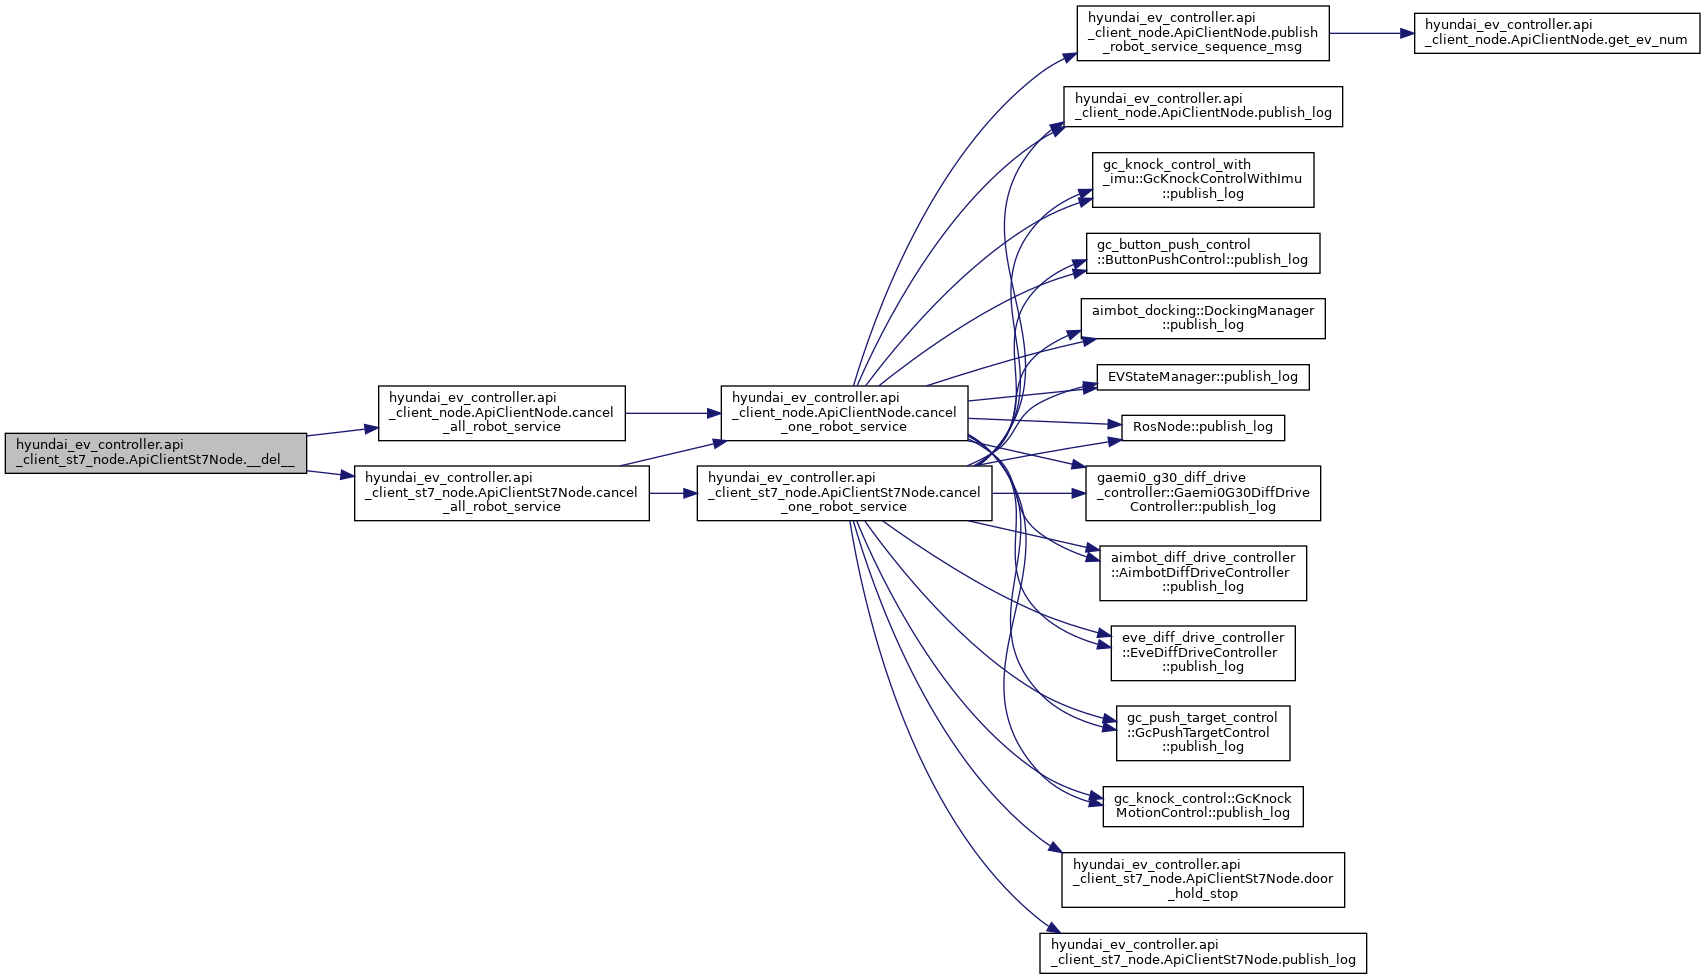 hyundai_ev_controller.api
_client_st7_node.ApiClientSt7Node.__del__
hyundai_ev_controller.api
_client_node.ApiClientNode.cancel
_all_robot_service
hyundai_ev_controller.api
_client_st7_node.ApiClientSt7Node.cancel
_all_robot_service
hyundai_ev_controller.api
_client_node.ApiClientNode.cancel
_one_robot_service
hyundai_ev_controller.api
_client_st7_node.ApiClientSt7Node.cancel
_one_robot_service
hyundai_ev_controller.api
_client_node.ApiClientNode.publish
_robot_service_sequence_msg
hyundai_ev_controller.api
_client_node.ApiClientNode.get_ev_num
hyundai_ev_controller.api
_client_node.ApiClientNode.publish_log
gc_knock_control_with
_imu::GcKnockControlWithImu
::publish_log
gc_button_push_control
::ButtonPushControl::publish_log
aimbot_docking::DockingManager
::publish_log
EVStateManager::publish_log
RosNode::publish_log
gaemi0_g30_diff_drive
_controller::Gaemi0G30DiffDrive
Controller::publish_log
aimbot_diff_drive_controller
::AimbotDiffDriveController
::publish_log
eve_diff_drive_controller
::EveDiffDriveController
::publish_log
gc_push_target_control
::GcPushTargetControl
::publish_log
gc_knock_control::GcKnock
MotionControl::publish_log
hyundai_ev_controller.api
_client_st7_node.ApiClientSt7Node.door
_hold_stop
hyundai_ev_controller.api
_client_st7_node.ApiClientSt7Node.publish_log